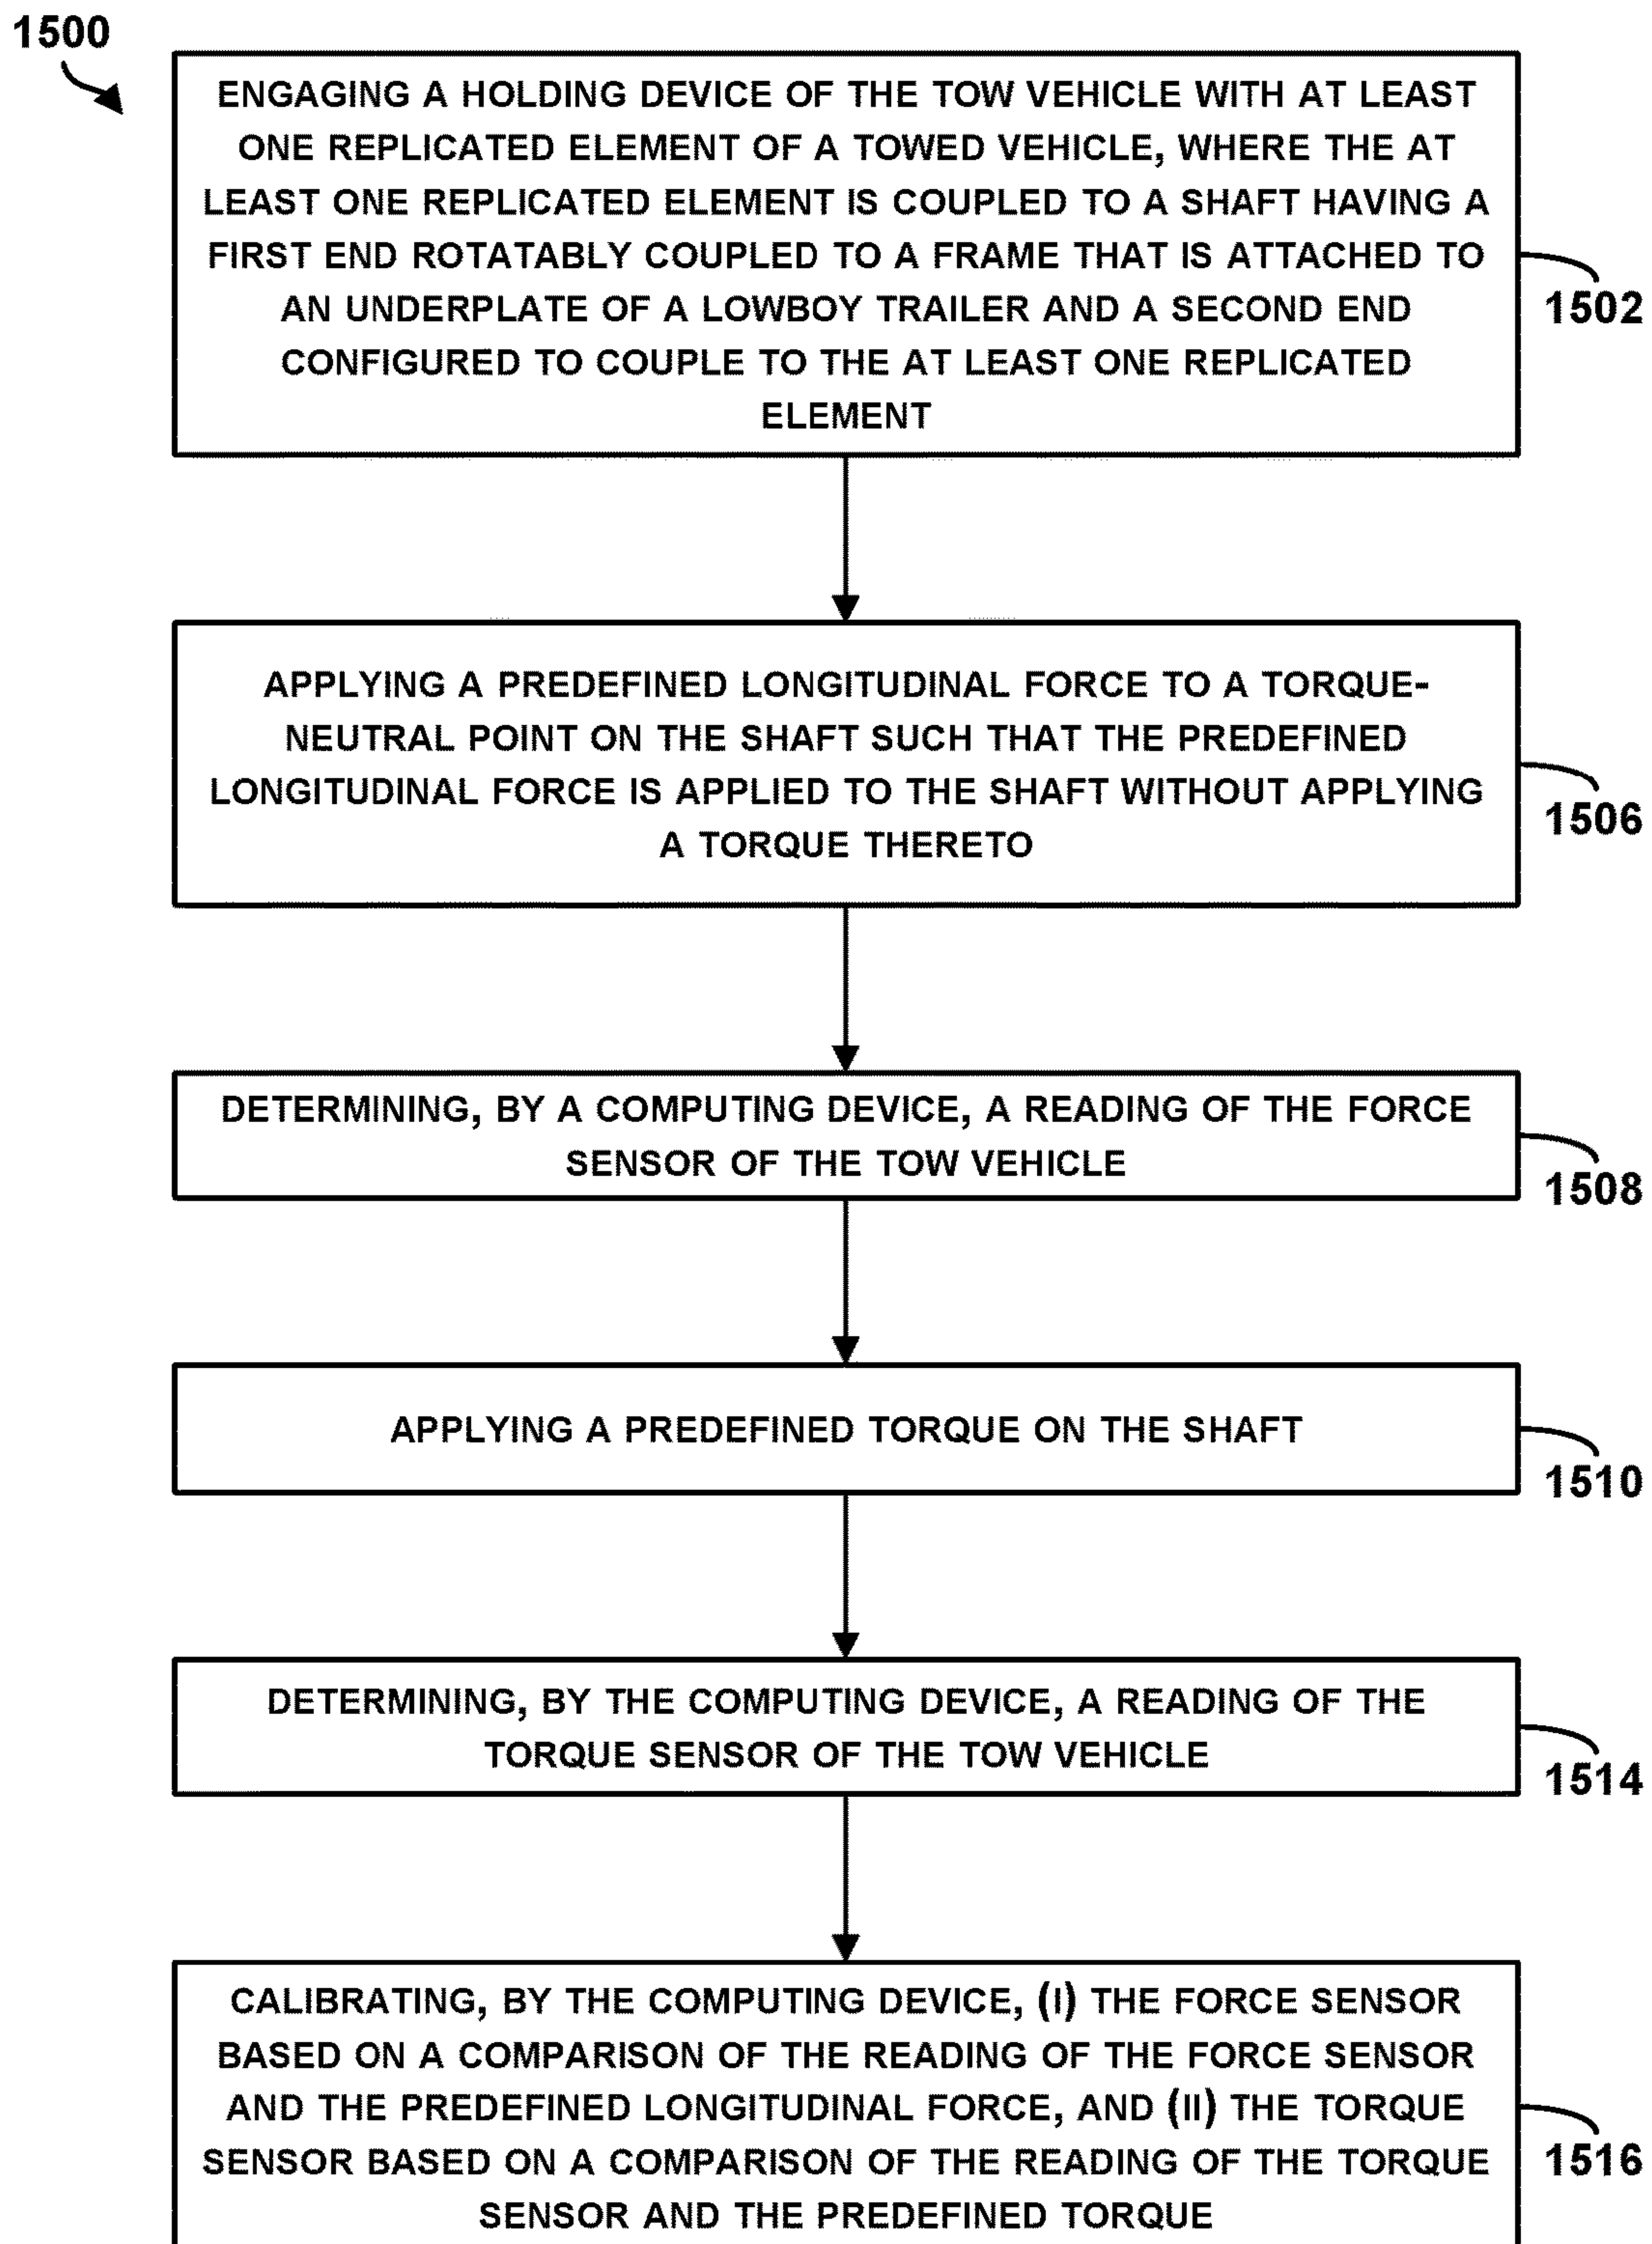 1500
ENGAGING A HOLDING DEVICE OF THE TOW VEHICLE WITH AT LEAST
ONE REPLICATED ELEMENT OF A TOWED VEHICLE, WHERE THE AT
LEAST ONE REPLICATED ELEMENT IS COUPLED TO A SHAFT HAVING A
FIRST END ROTATABLY COUPLED TO A FRAME THAT IS ATTACHED TO
AN UNDERPLATE OF A LOWBOY TRAILER AND A SECOND END
CONFIGURED TO COUPLE TO THE AT LEAST ONE REPLICATED
ELEMENT
1502
APPLYING A PREDEFINED LONGITUDINAL FORCE TO A TORQUE-
NEUTRAL POINT ON THE SHAFT SUCH THAT THE PREDEFINED
LONGITUDINAL FORCE IS APPLIED TO THE SHAFT WITHOUT APPLYING
A TORQUE THERETO
1506
DETERMINING, BY A COMPUTING DEVICE, A READING OF THE FORCE
SENSOR OF THE TOW VEHICLE
1508
APPLYING A PREDEFINED TORQUE ON THE SHAFT
1510
DETERMINING, BY THE COMPUTING DEVICE, A READING OF THE
TORQUE SENSOR OF THE TOW VEHICLE
1514
CALIBRATING, BY THE COMPUTING DEVICE, (I) THE FORCE SENSOR
BASED ON A COMPARISON OF THE READING OF THE FORCE SENSOR
AND THE PREDEFINED LONGITUDINAL FORCE, AND (II) THE TORQUE
SENSOR BASED ON A COMPARISON OF THE READING OF THE TORQUE
SENSOR AND THE PREDEFINED TORQUE
1516